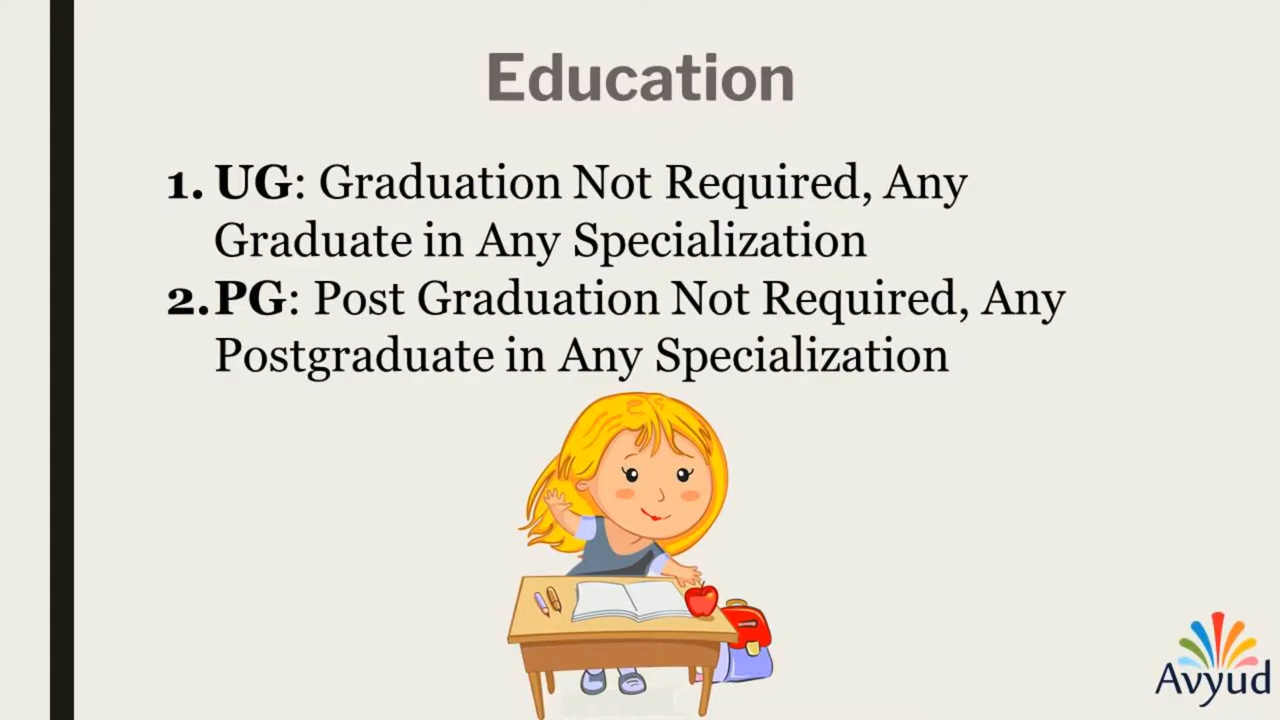 Education
1. UG: Graduation Not Required, Any
Graduate in Any Specialization
2. PG: Post Graduation Not Required, Any
Postgraduate in Any Specialization
Avyud